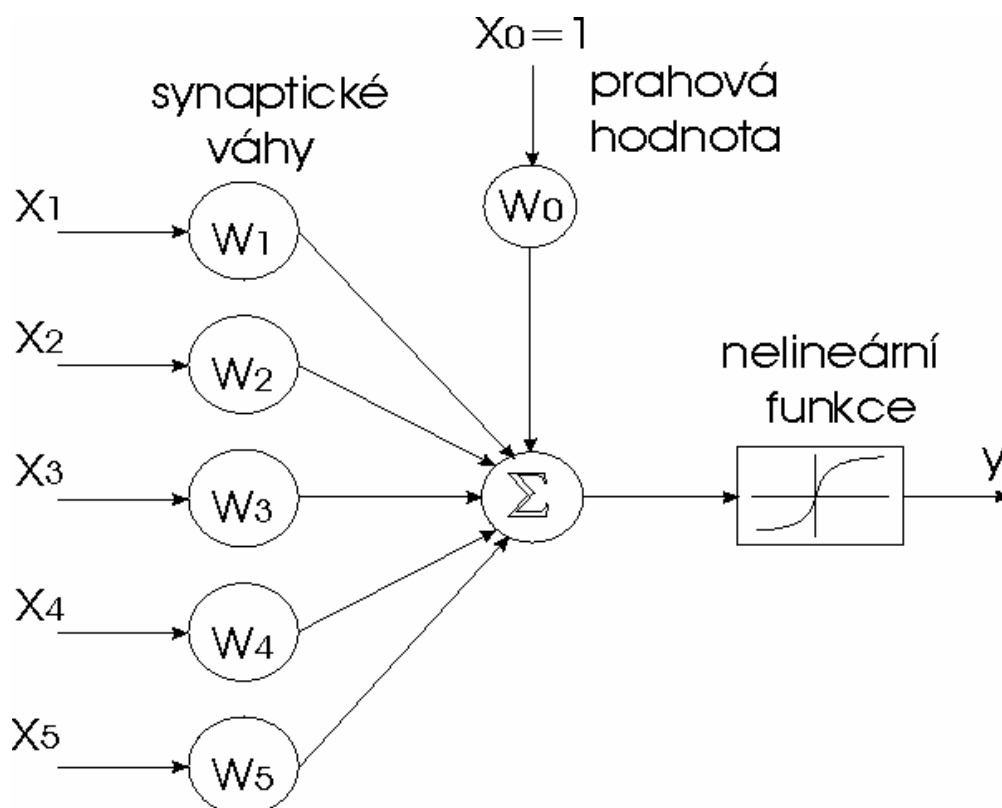 X0=1
synaptické
váhy
prahová
hodnota
W0
X1
W1
X2
W2
nelineární
funkce
X3
W3
Σ
y
X4
W4
X5
W5